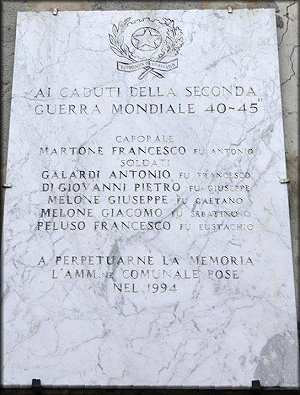 AI CADUTI DELLA SECONDA
GUERRA MONDIALE 40-45"
CAPORALE
MARTONE FRANCESCO FU ANTONIO
SOLDATI
GALARDI ANTONIO FU FRANCESCO
DI GIOVANNI PIETRO FU GIUSEPPE
MELONE GIUSEPPE FU GAETANO
MELONE GIACOMO FU SABATINO
PELUSO FRANCESCO FU EUSTACHIO
A PERPETUARNE LA MEMORIA
L'AMM.NE COMUNALE POSE
NEL 1994